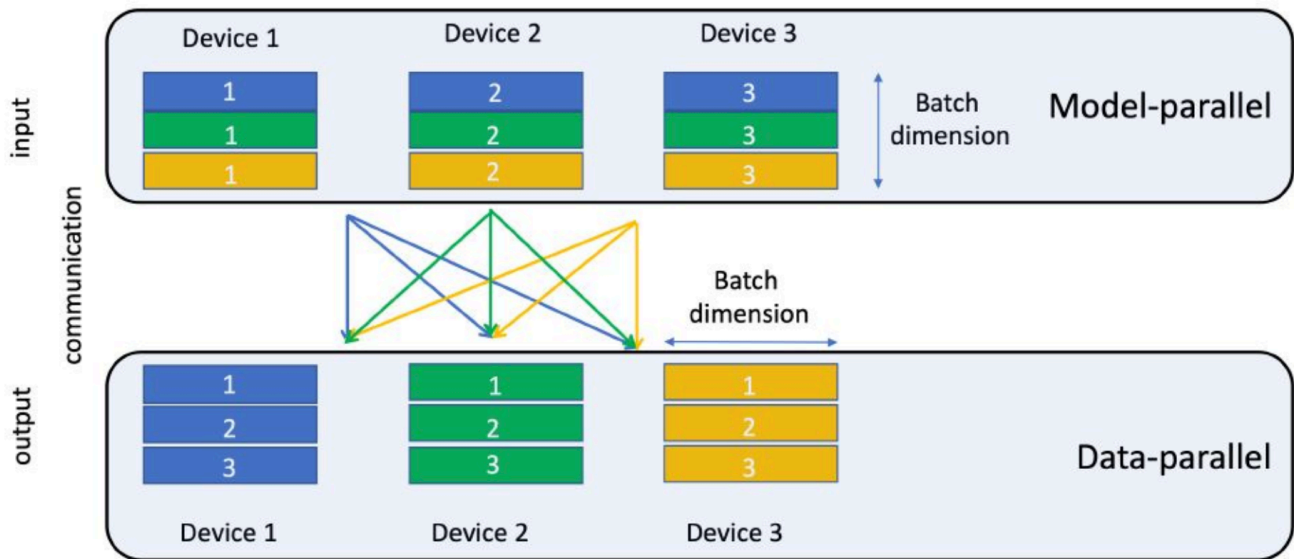 Device 1
Device 2
Device 3
input
1
2
3
Batch
dimension
Model-parallel
1
2
3
1
2
3
communication
Batch
dimension
output
1
1
1
2
2
2
Data-parallel
3
3
3
Device 1
Device 2
Device 3